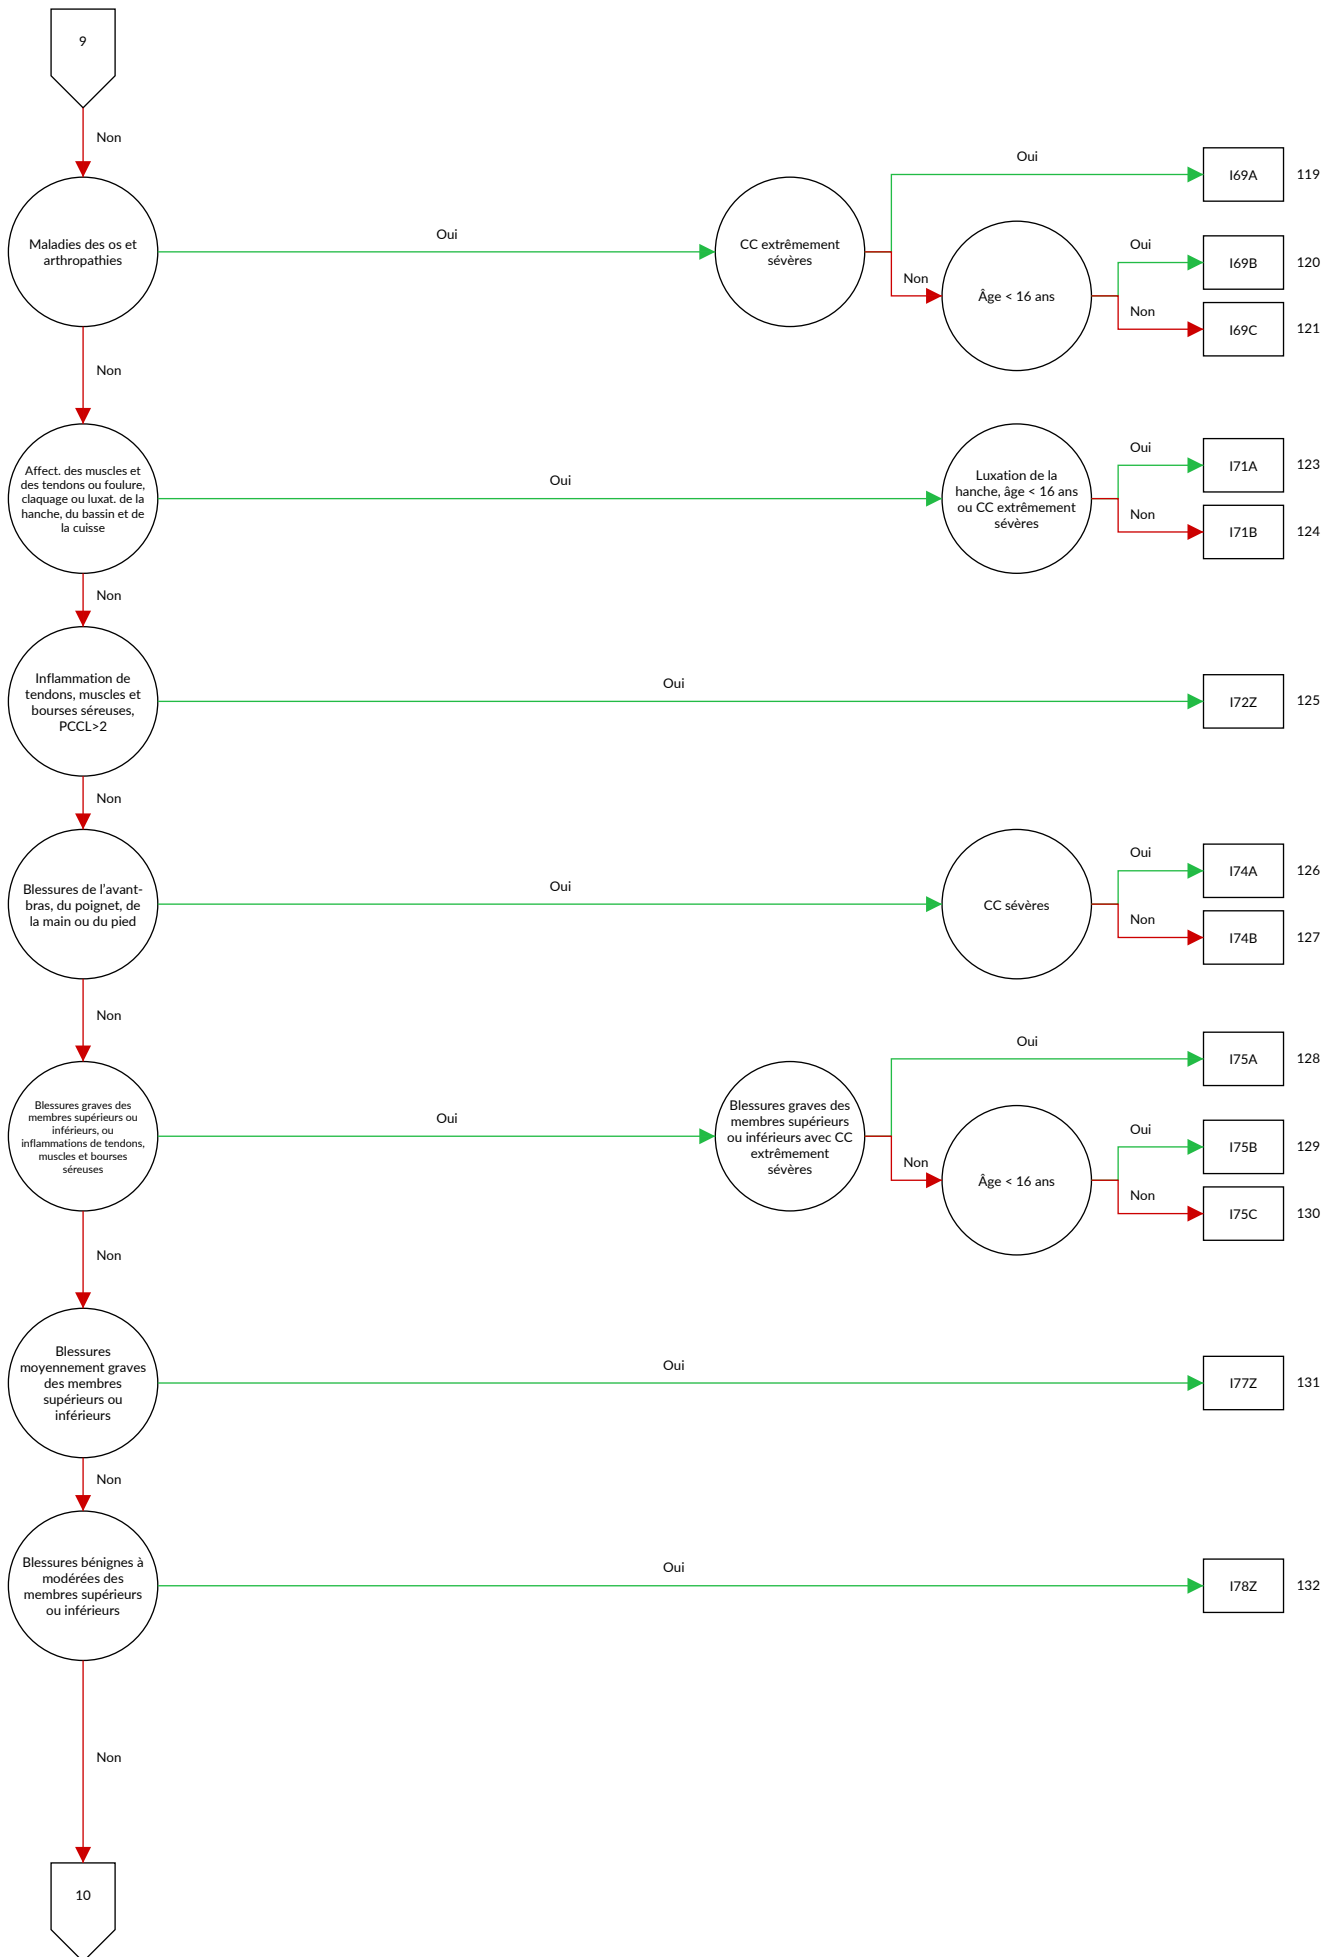 9
Non
Maladies des os et
arthropathies
Oui
CC extrêmement
sévères
Oui
I69A
119
Non
Âge < 16 ans
Oui
I69B
120
Non
I69C
121
Non
Affect. des muscles et
des tendons ou foulure,
claquage ou luxat. de la
hanche, du bassin et de
la cuisse
Oui
Luxation de la
hanche, âge < 16 ans
ou CC extrêmement
sévères
Oui
I71A
123
Non
I71B
124
Non
Inflammation de
tendons, muscles et
bourses séreuses,
PCCL>2
Oui
I72Z
125
Non
Blessures de l'avant-
bras, du poignet, de
la main ou du pied
Oui
CC sévères
Oui
I74A
126
Non
I74B
127
Non
Blessures graves des
membres supérieurs ou
inférieurs, ou
inflammations de tendons,
muscles et bourses
séreuses
Oui
Blessures graves des
membres supérieurs
ou inférieurs avec CC
extrêmement
sévères
Oui
I75A
128
Non
Âge < 16 ans
Oui
I75B
129
Non
I75C
130
Non
Blessures
moyennement graves
des membres
supérieurs ou
inférieurs
Oui
I77Z
131
Non
Blessures bénignes à
modérées des
membres supérieurs
ou inférieurs
Oui
I78Z
132
Non
10